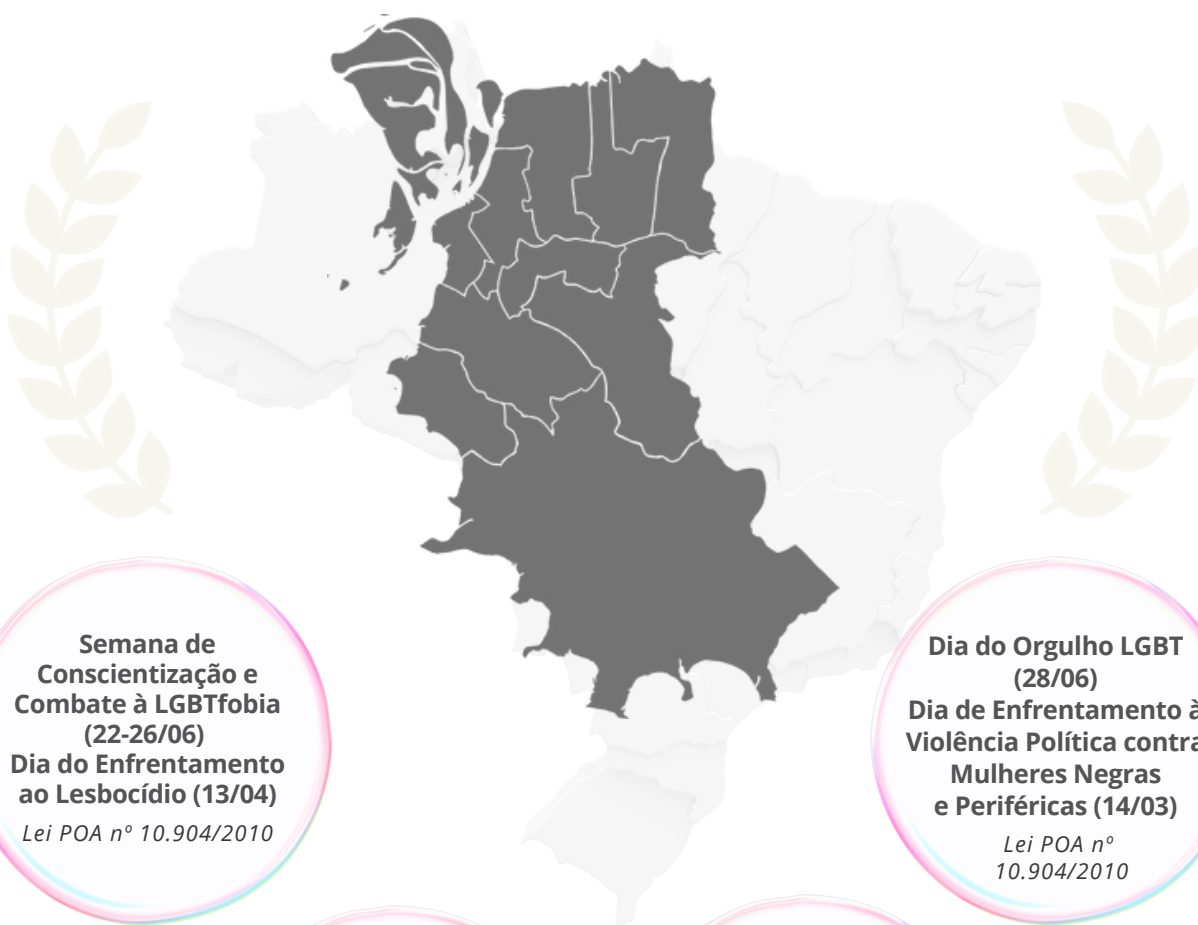 Semana de
Conscientização e
Combate à LGBTfobia
(22-26/06)
Dia do Enfrentamento
ao Lesbocídio (13/04)
Lei POA nº 10.904/2010
Dia do Orgulho LGBT
(28/06)
Dia de Enfrentamento à
Violência Política contra
Mulheres Negras
e Periféricas (14/03)
Lei POA nº
10.904/2010